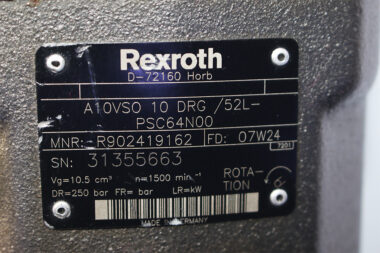 Rexroth
D-72160 Horb
A10VSO 10 DRG /52L-
PSC64N00
MNR: R902419162 FD: 07W24
7201
SN: 31355663
Vg=10.5 cm³ n=1500 min⁻¹ ROTA-
TION
DR=250 bar FR= bar LR=kW
MADE IN GERMANY